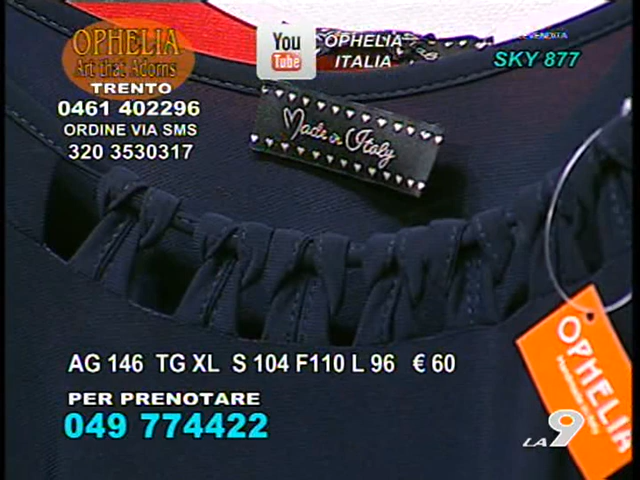 OPHELIA
Art that Adorns
TRENTO
0461 402296
ORDINE VIA SMS
320 3530317
You
Tube
OPHELIA
ITALIA
SKY 877
Made in Italy
OPHELIA
AG 146 TG XL S 104 F110 L 96 € 60
PER PRENOTARE
049 774422
LA 9